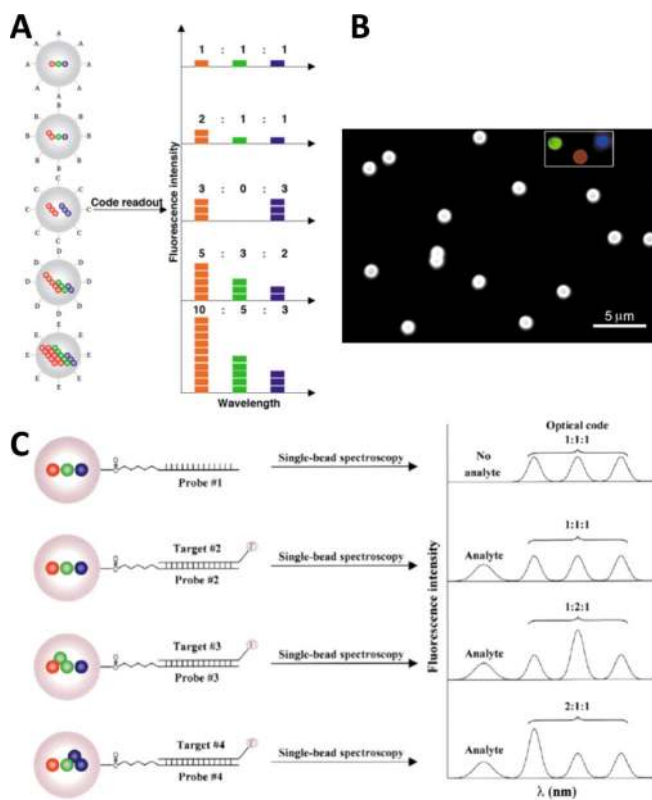 A
A A A A A A A A
B B B B B B B B
C C C C C C C C
D D D D D D D
E E E E E E E
Code readout
Fluorescence intensity
1 : 1 : 1
2 : 1 : 1
3 : 0 : 3
5 : 3 : 2
10 : 5 : 3
Wavelength
B
5 μm
C
Probe #1
Single-bead spectroscopy
Target #2
Probe #2
Single-bead spectroscopy
Target #3
Probe #3
Single-bead spectroscopy
Target #4
Probe #4
Single-bead spectroscopy
Fluorescence intensity
Optical code
No
analyte
1:1:1
Analyte
1:1:1
Analyte
1:2:1
Analyte
2:1:1
λ (nm)